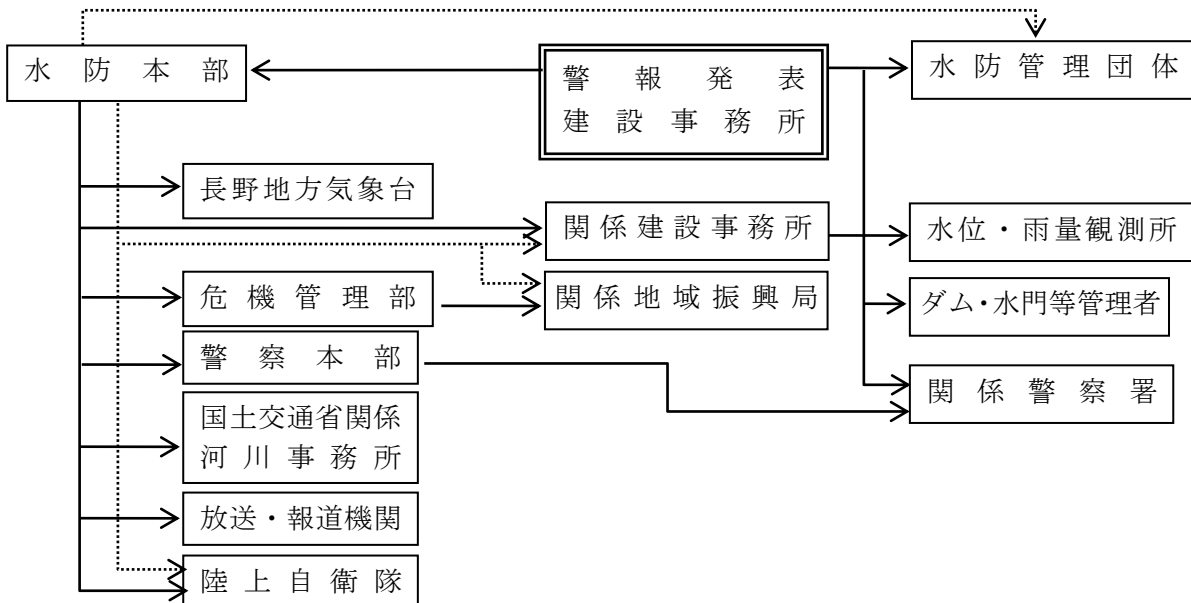 水防本部
警報発表
建設事務所
水防管理団体
長野地方気象台
関係建設事務所
水位・雨量観測所
危機管理部
関係地域振興局
ダム・水門等管理者
警察本部
関係警察署
国土交通省関係
河川事務所
放送・報道機関
陸上自衛隊